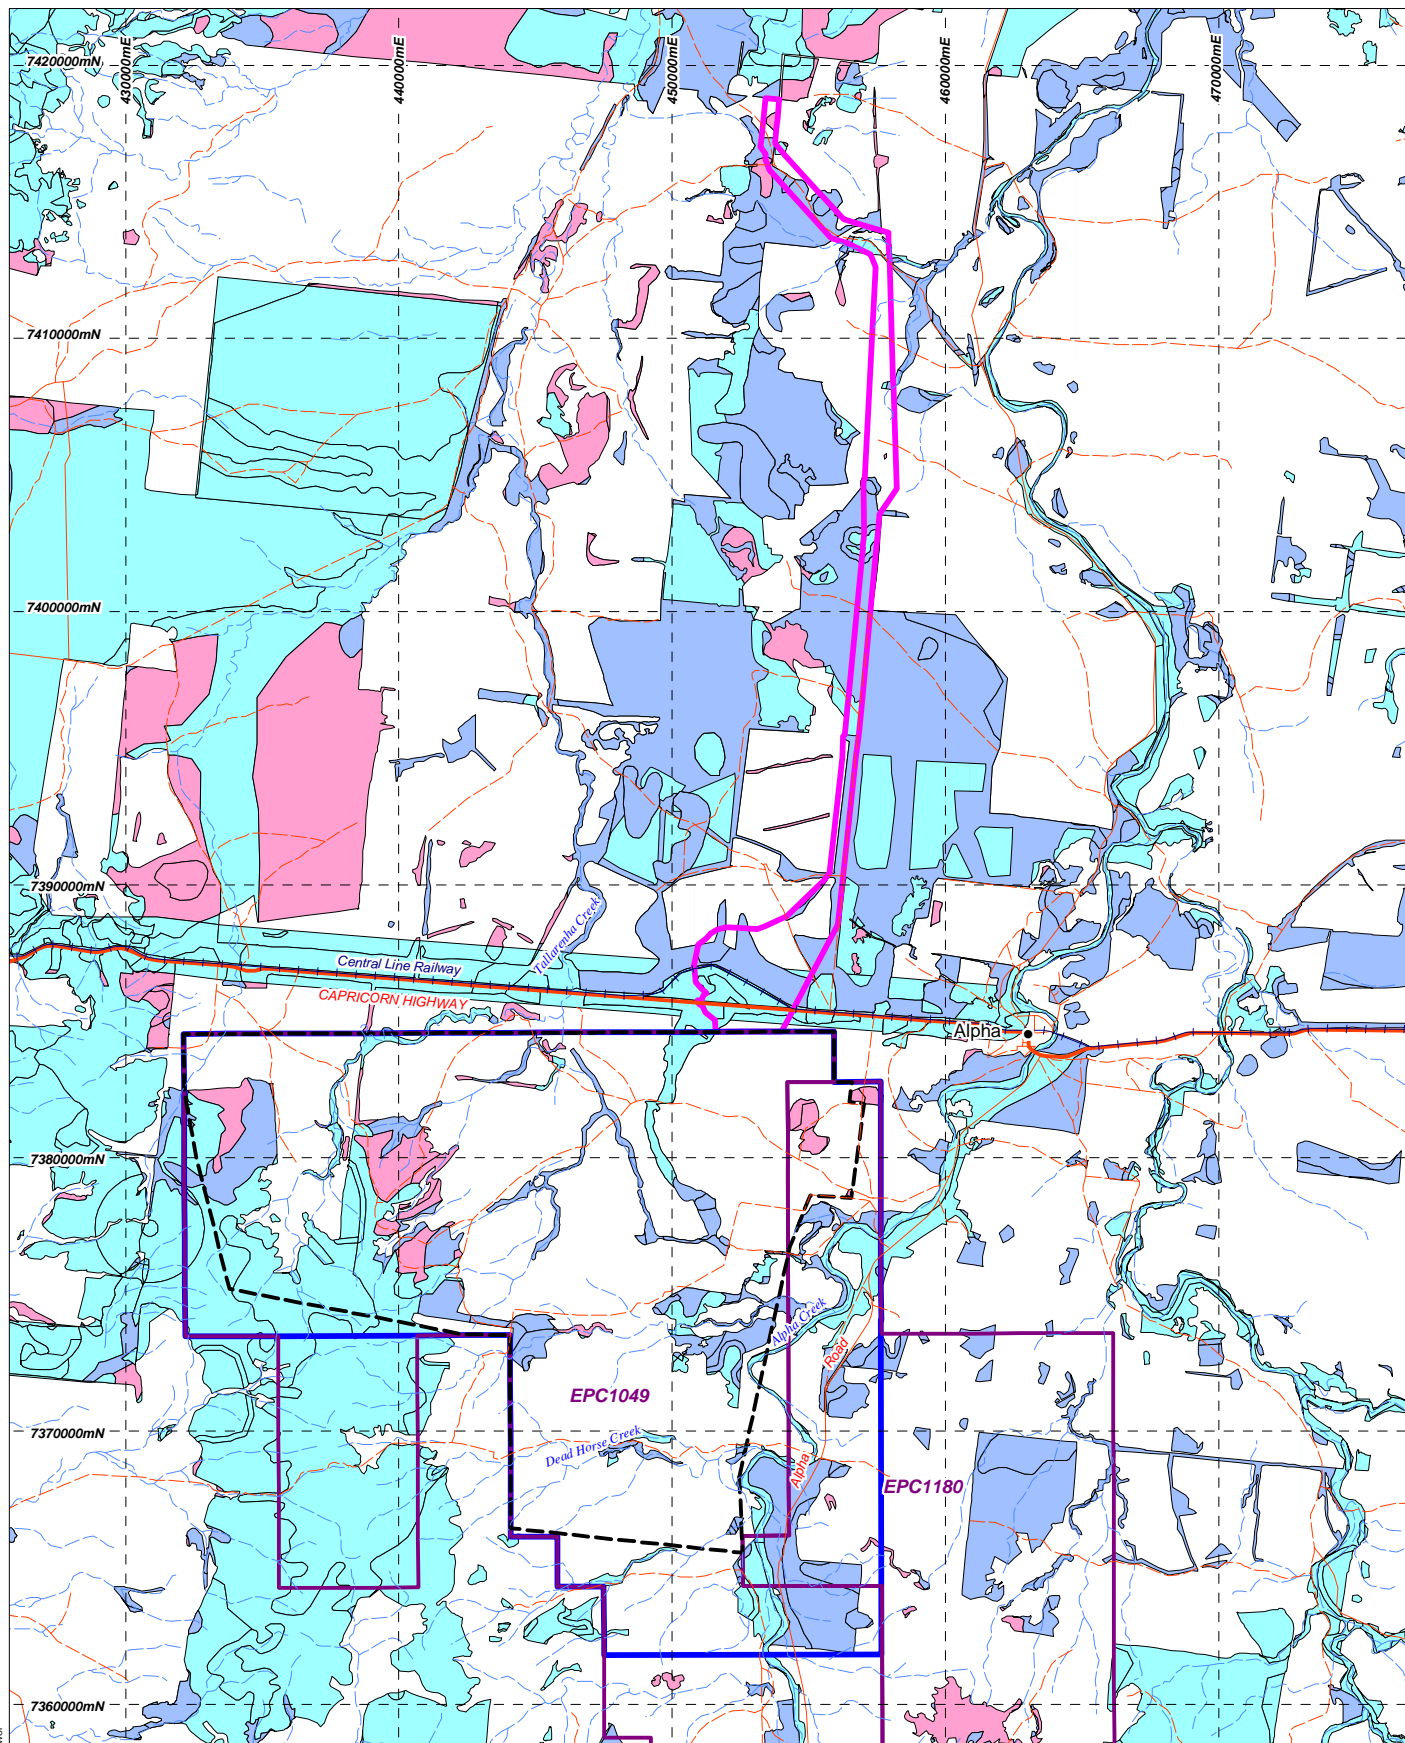 430000mE
440000mE
450000mE
460000mE
470000mE
7420000mN
7410000mN
7400000mN
7390000mN
Tallarenha Creek
Central Line Railway
CAPRICORN HIGHWAY
Alpha
7380000mN
Alpha Creek
Road
EPC1049
7370000mN
Dead Horse Creek
Alpha
EPC1180
7360000mN